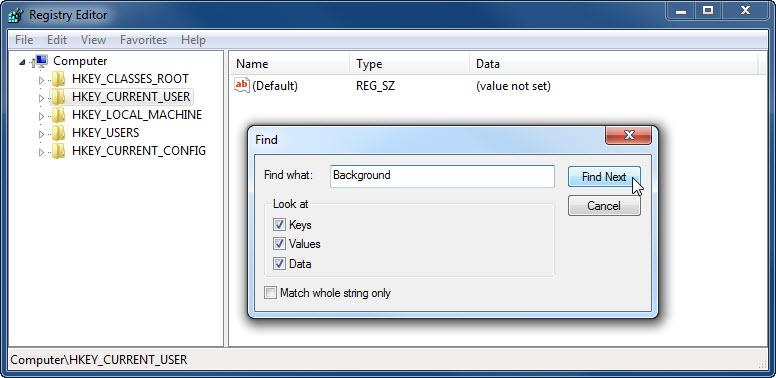 Registry Editor
File Edit View Favorites Help
Computer
HKEY_CLASSES_ROOT
HKEY_CURRENT_USER
HKEY_LOCAL_MACHINE
HKEY_USERS
HKEY_CURRENT_CONFIG
Name Type Data
ab (Default) REG_SZ (value not set)
Find
Find what: Background Find Next
Look at Cancel
Keys
Values
Data
Match whole string only
Computer\HKEY_CURRENT_USER